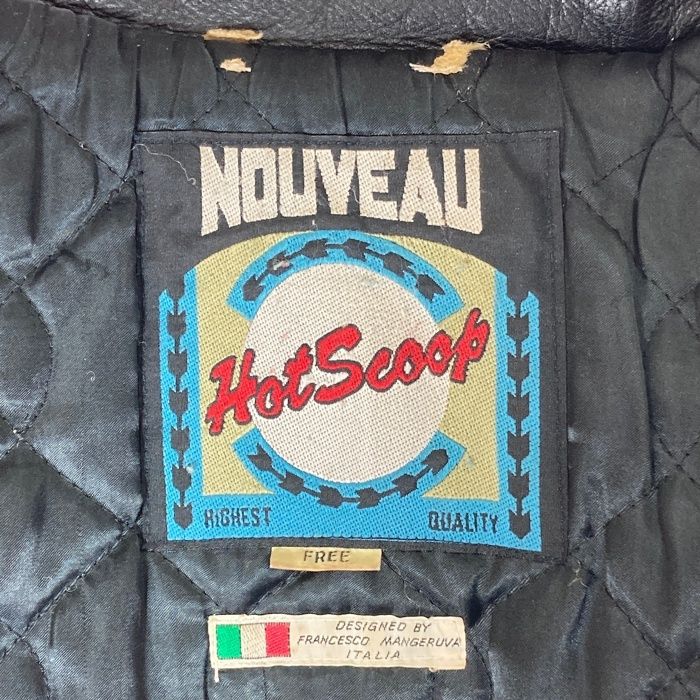 NOUVEAU
Hot Scoop
HIGHEST QUALITY
FREE
DESIGNED BY
FRANCESCO MANGERUVA
ITALIA